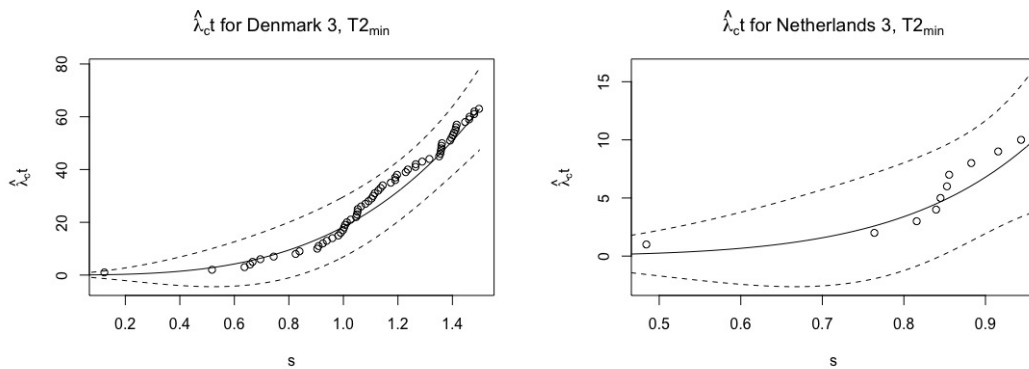 λ̂ct for Denmark 3, T2min
λ̂ct
80
60
40
20
0
0.2 0.4 0.6 0.8 1.0 1.2 1.4
s
λ̂ct for Netherlands 3, T2min
λ̂ct
15
10
5
0
0.5 0.6 0.7 0.8 0.9
s